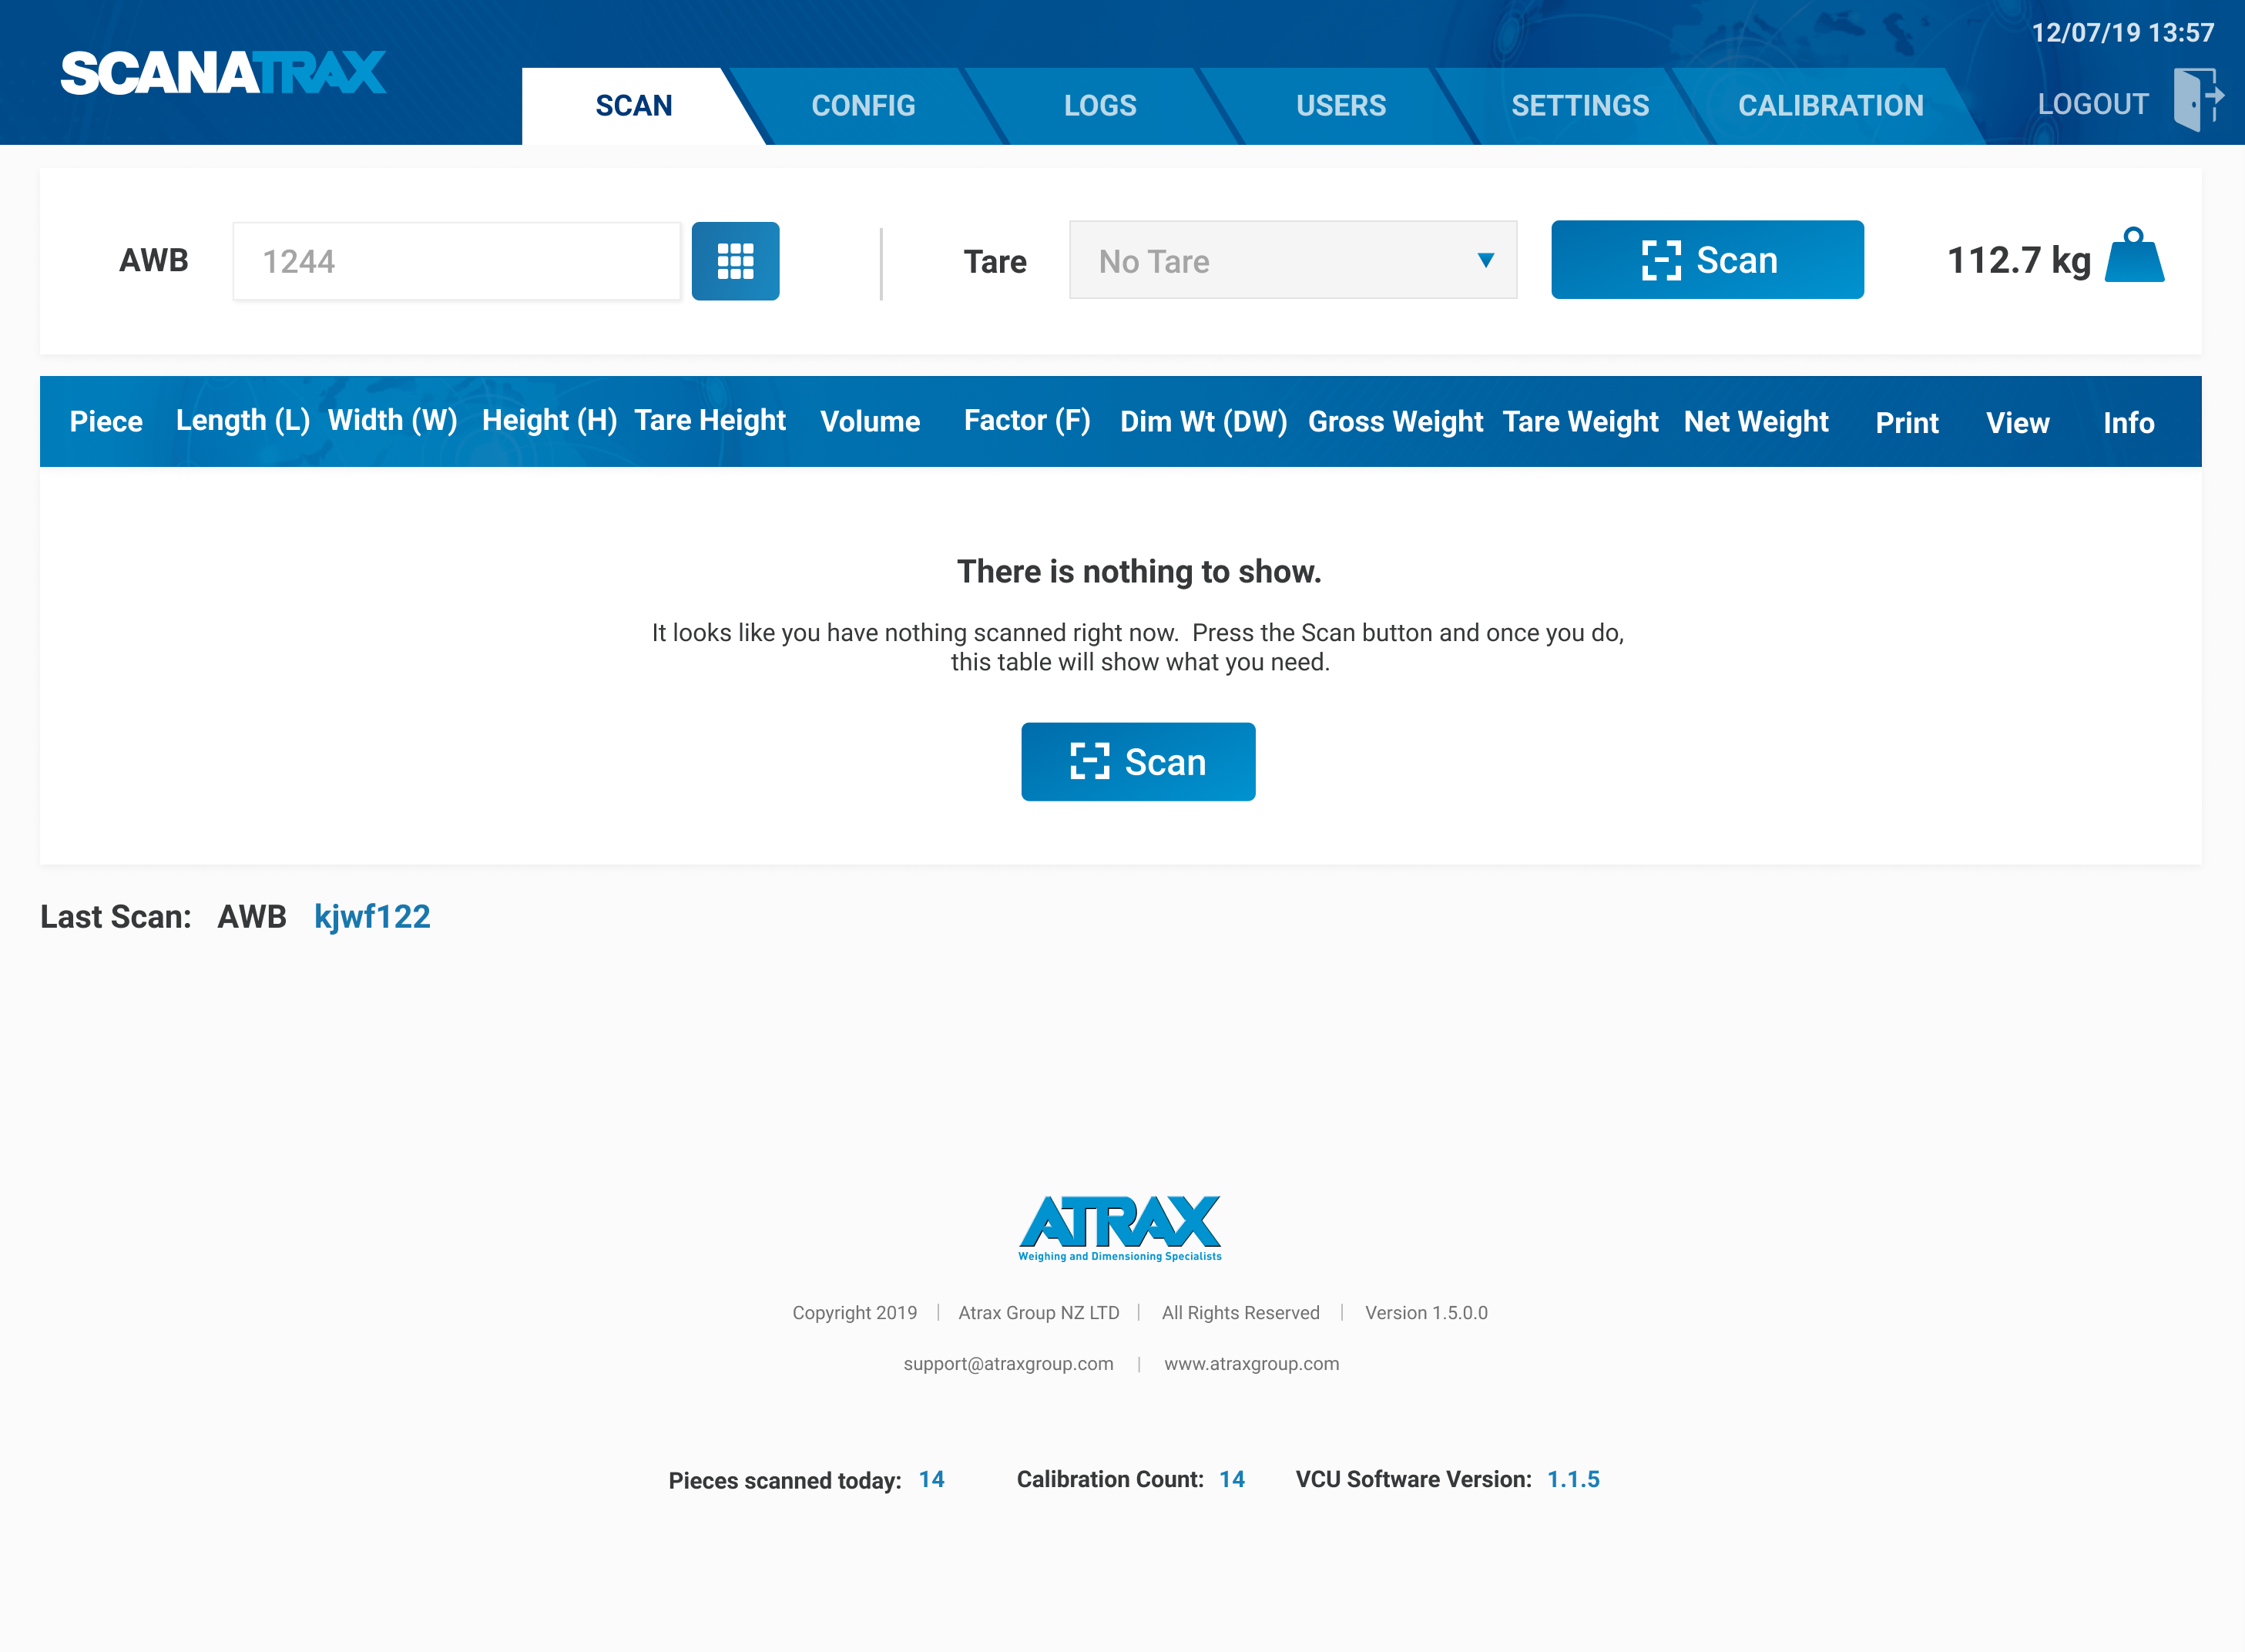 12/07/19 13:57
SCANATRAX
SCAN CONFIG LOGS USERS SETTINGS CALIBRATION LOGOUT
AWB 1244 Tare No Tare Scan 112.7 kg
Piece Length (L) Width (W) Height (H) Tare Height Volume Factor (F) Dim Wt (DW) Gross Weight Tare Weight Net Weight Print View Info
There is nothing to show.
It looks like you have nothing scanned right now. Press the Scan button and once you do,
this table will show what you need.
Scan
Last Scan: AWB kjwf122
ATRAX
Weighing and Dimensioning Specialists
Copyright 2019 | Atrax Group NZ LTD | All Rights Reserved | Version 1.5.0.0
support@atraxgroup.com | www.atraxgroup.com
Pieces scanned today: 14 Calibration Count: 14 VCU Software Version: 1.1.5